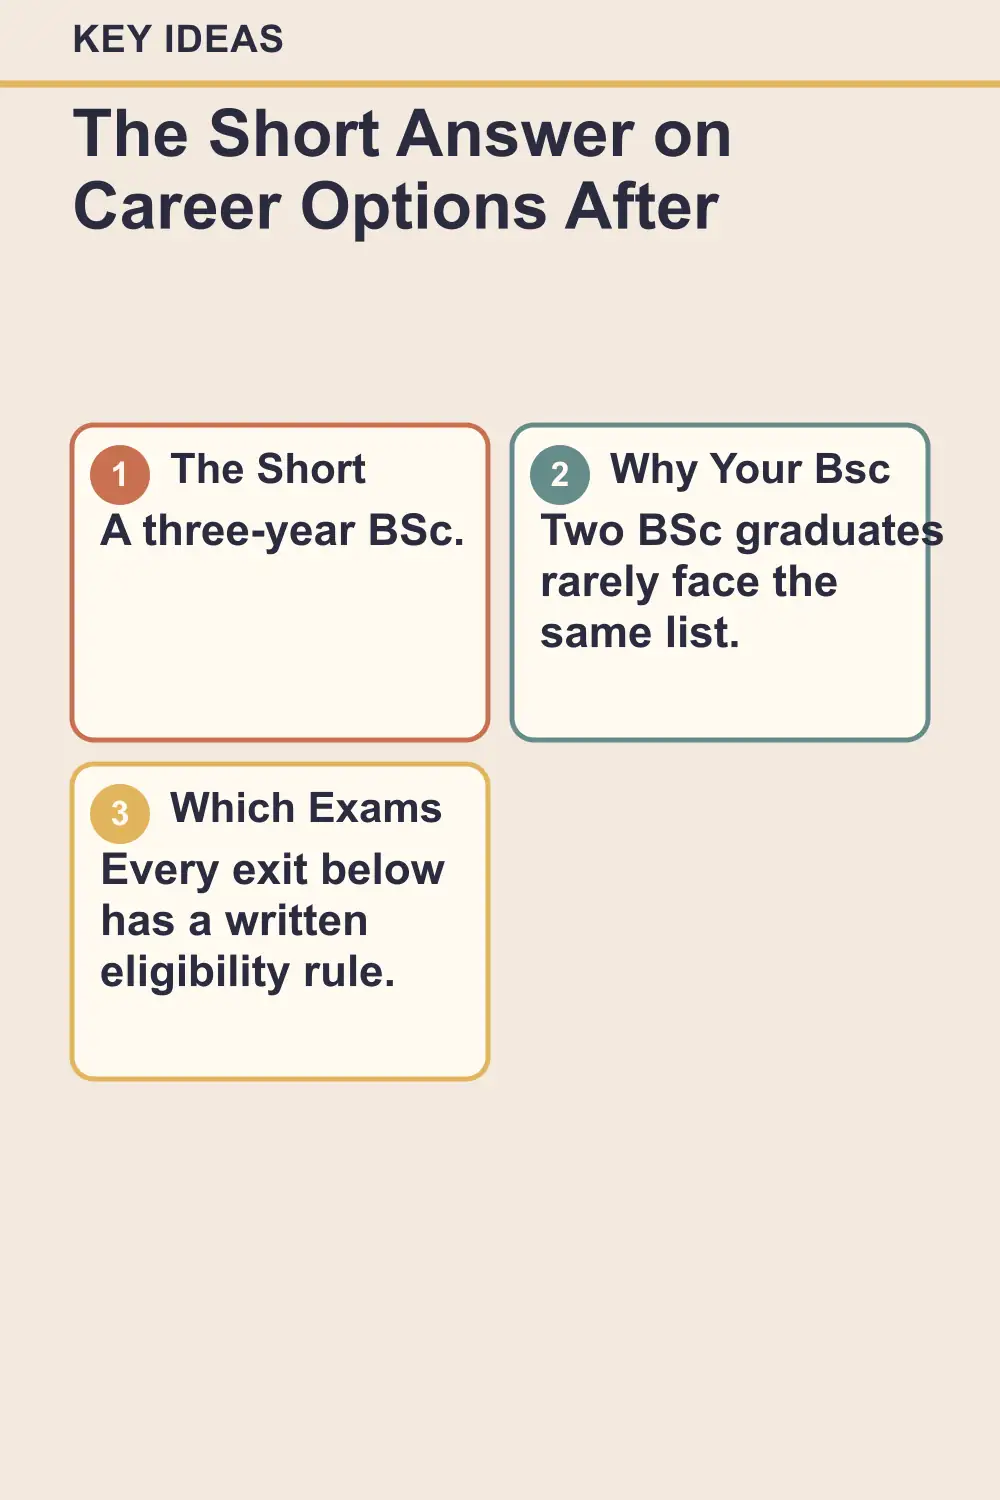 KEY IDEAS
The Short Answer on
Career Options After
1 The Short
A three-year BSc.
2 Why Your Bsc
Two BSc graduates
rarely face the
same list.
3 Which Exams
Every exit below
has a written
eligibility rule.